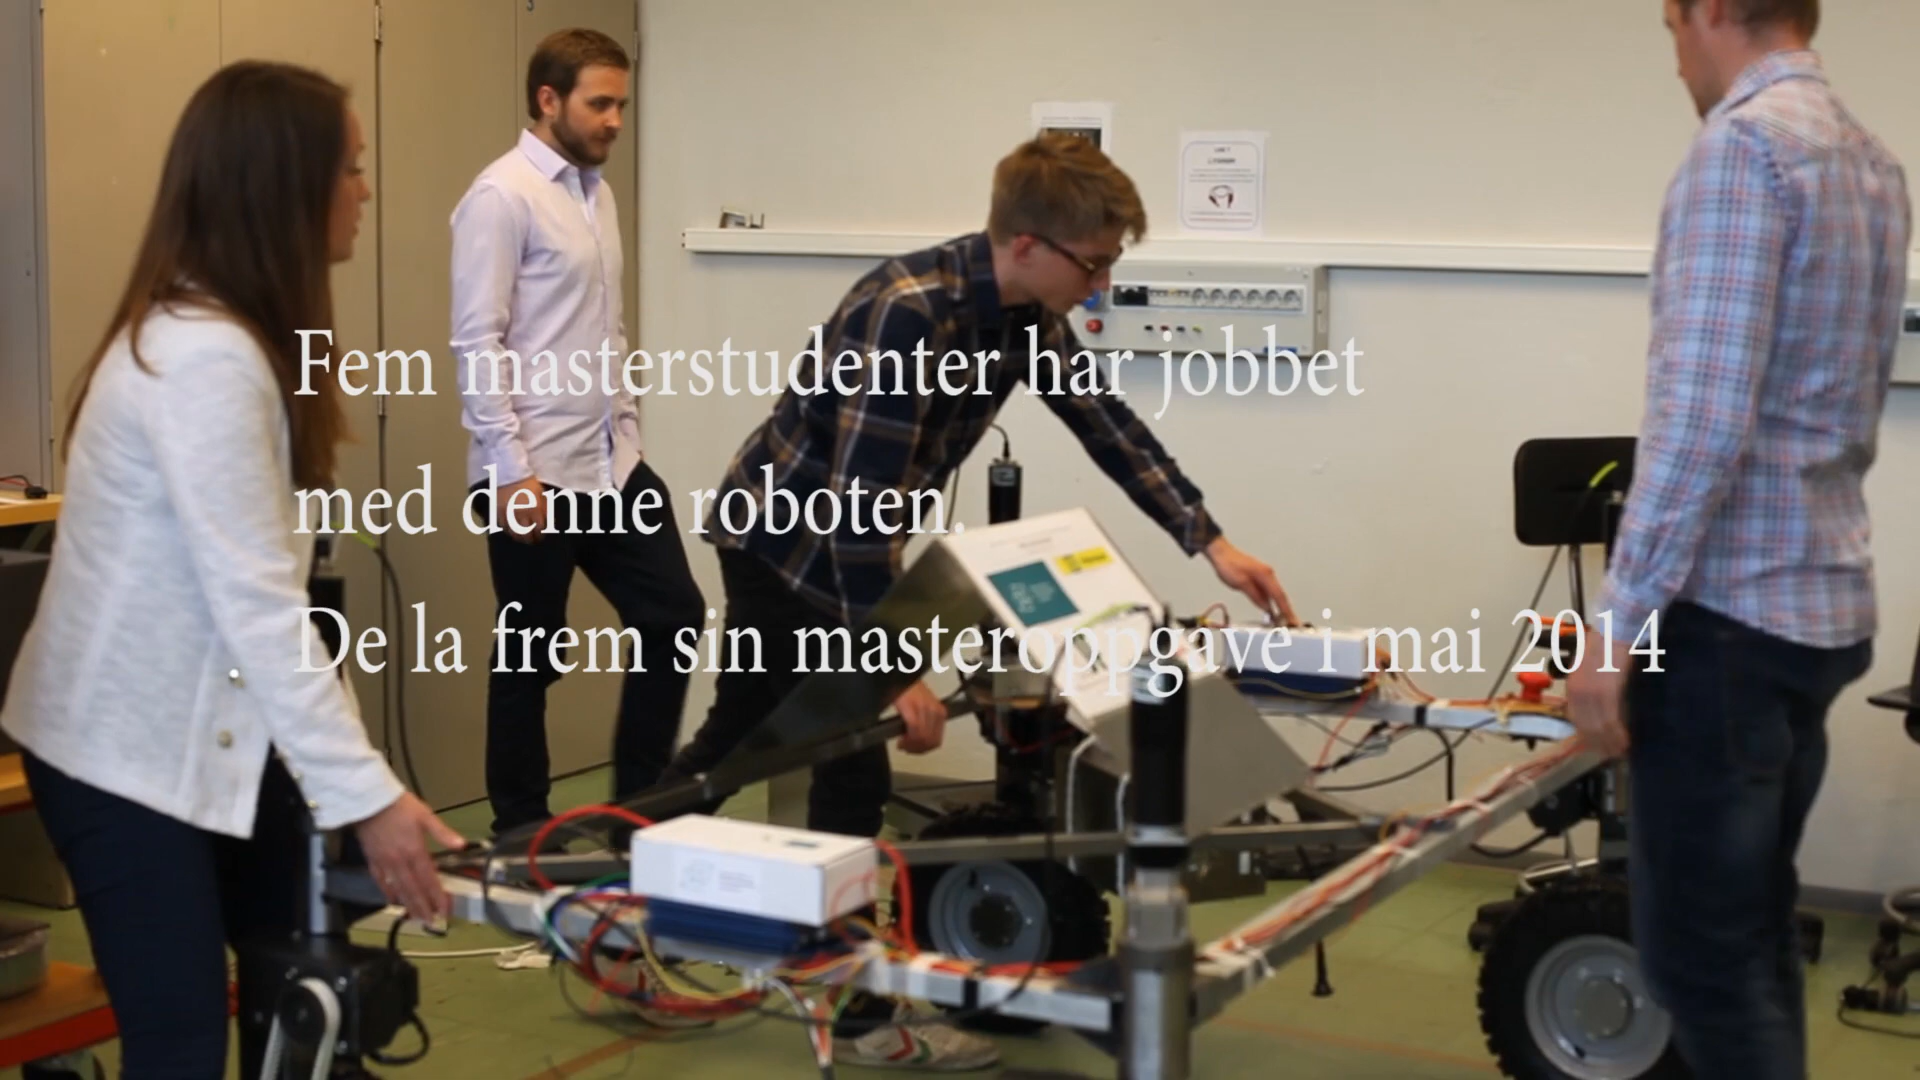 Fem masterstudenter har jobbet
med denne roboten.
De la frem sin masteroppgave i mai 2014